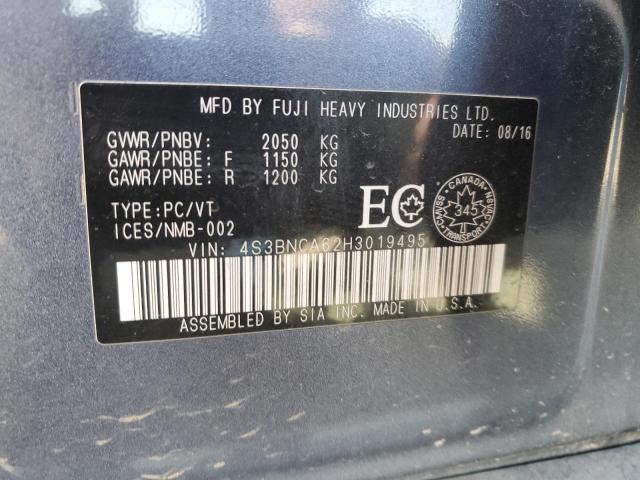 MFD BY FUJI HEAVY INDUSTRIES LTD.
DATE: 08/16
GVWR/PNBV: 2050 KG
GAWR/PNBE: F 1150 KG
GAWR/PNBE: R 1200 KG
TYPE:PC/VT
ICES/NMB-002
EC
CANADA
345
TRANSPORT
VIN: 4S3BNCA62H3019495
ASSEMBLED BY SIA INC. MADE IN U.S.A.